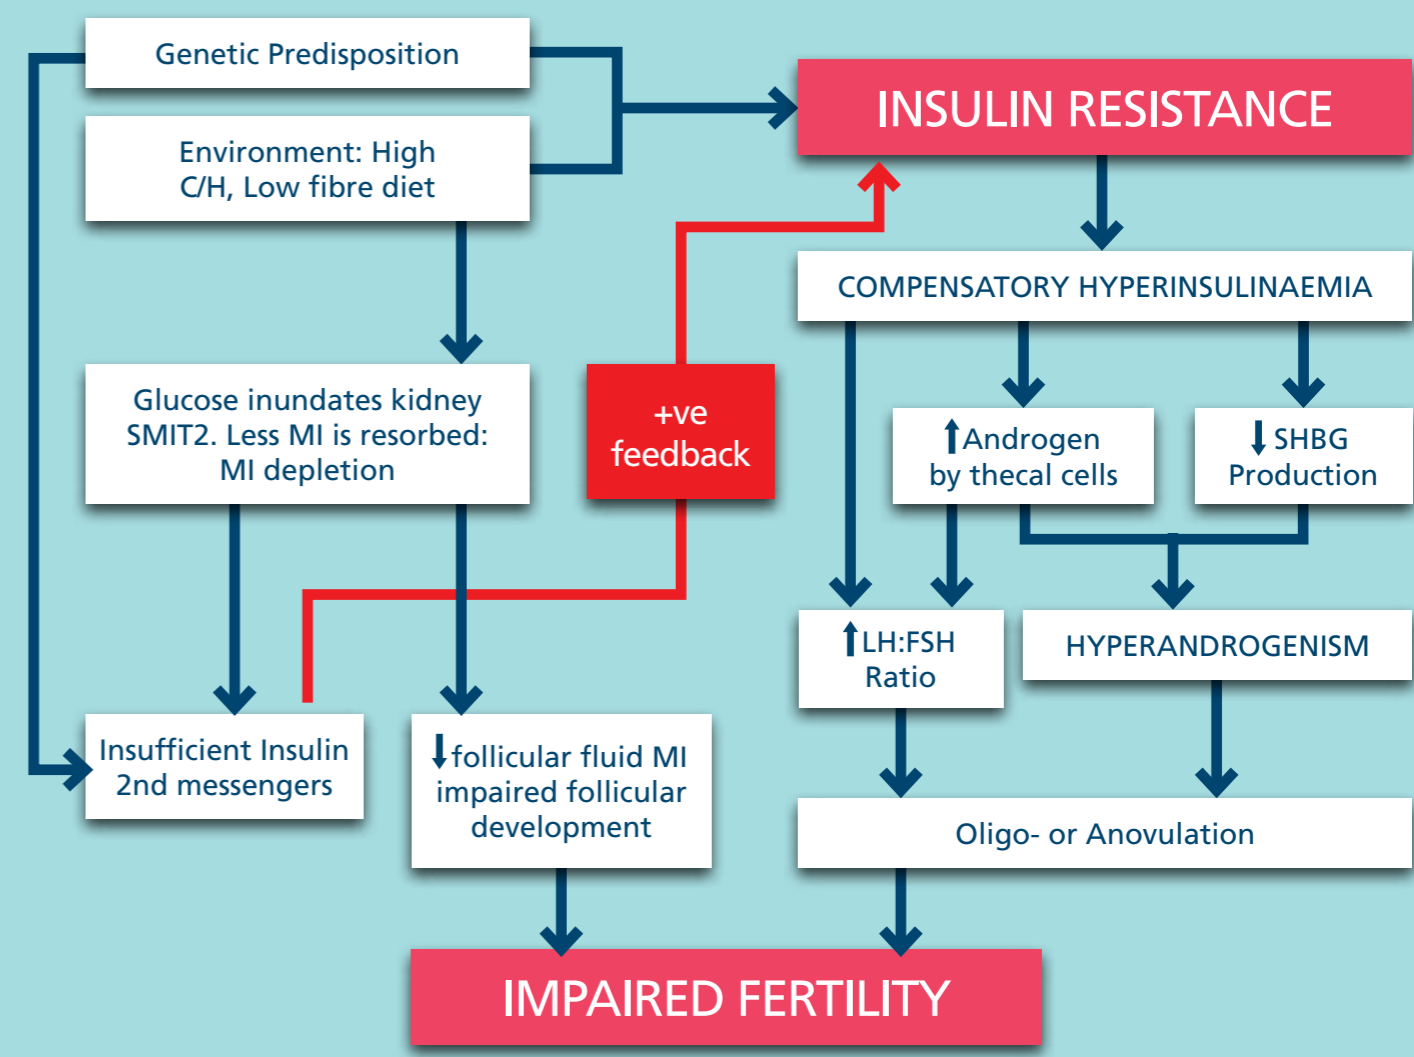 Genetic Predisposition
Environment: High
C/H, Low fibre diet
INSULIN RESISTANCE
COMPENSATORY HYPERINSULINAEMIA
Glucose inundates kidney
SMIT2. Less MI is resorbed:
MI depletion
+ve
feedback
↑Androgen
by thecal cells
↓ SHBG
Production
↑LH:FSH
Ratio
HYPERANDROGENISM
Insufficient Insulin
2nd messengers
↓follicular fluid MI
impaired follicular
development
Oligo- or Anovulation
IMPAIRED FERTILITY